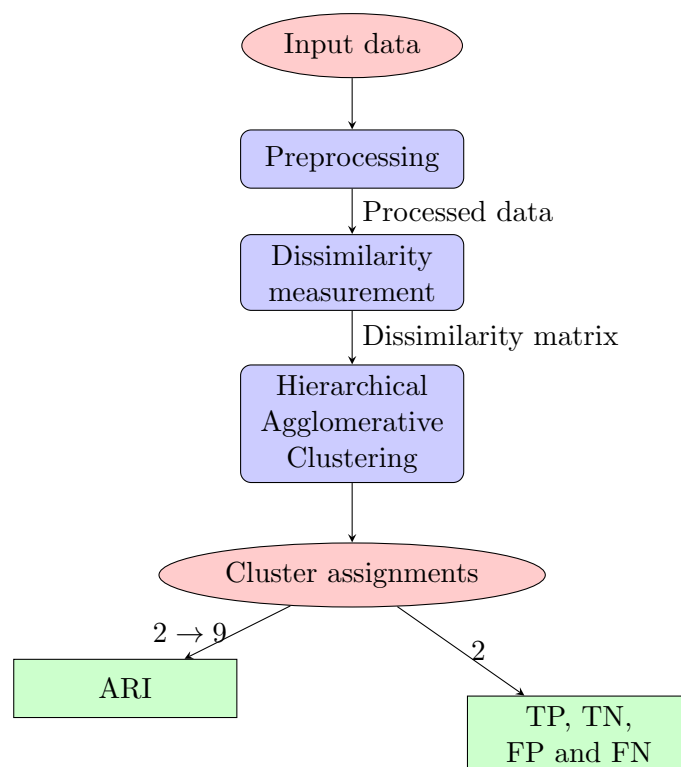 Input data
Preprocessing
Processed data
Dissimilarity
measurement
Dissimilarity matrix
Hierarchical
Agglomerative
Clustering
Cluster assignments
2 → 9
2
ARI
TP, TN,
FP and FN